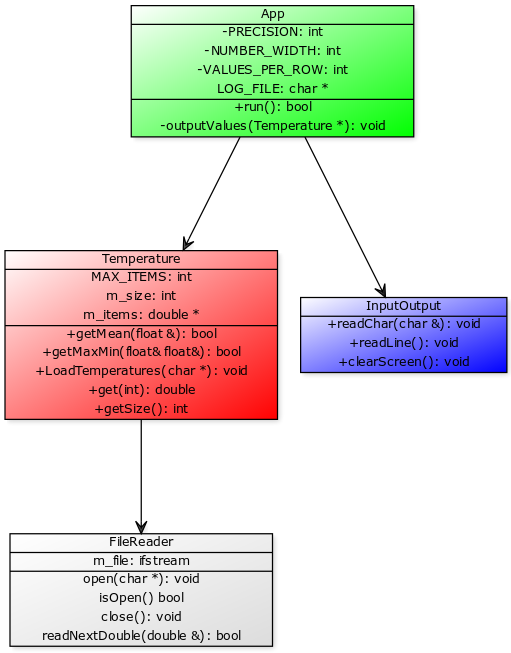 App
-PRECISION: int
-NUMBER_WIDTH: int
-VALUES_PER_ROW: int
LOG_FILE: char *
+run(): bool
-outputValues(Temperature *): void
Temperature
MAX_ITEMS: int
m_size: int
m_items: double *
+getMean(float &): bool
+getMaxMin(float& float&): bool
+LoadTemperatures(char *): void
+get(int): double
+getSize(): int
InputOutput
+readChar(char &): void
+readLine(): void
+clearScreen(): void
FileReader
m_file: ifstream
open(char *): void
isOpen() bool
close(): void
readNextDouble(double &): bool